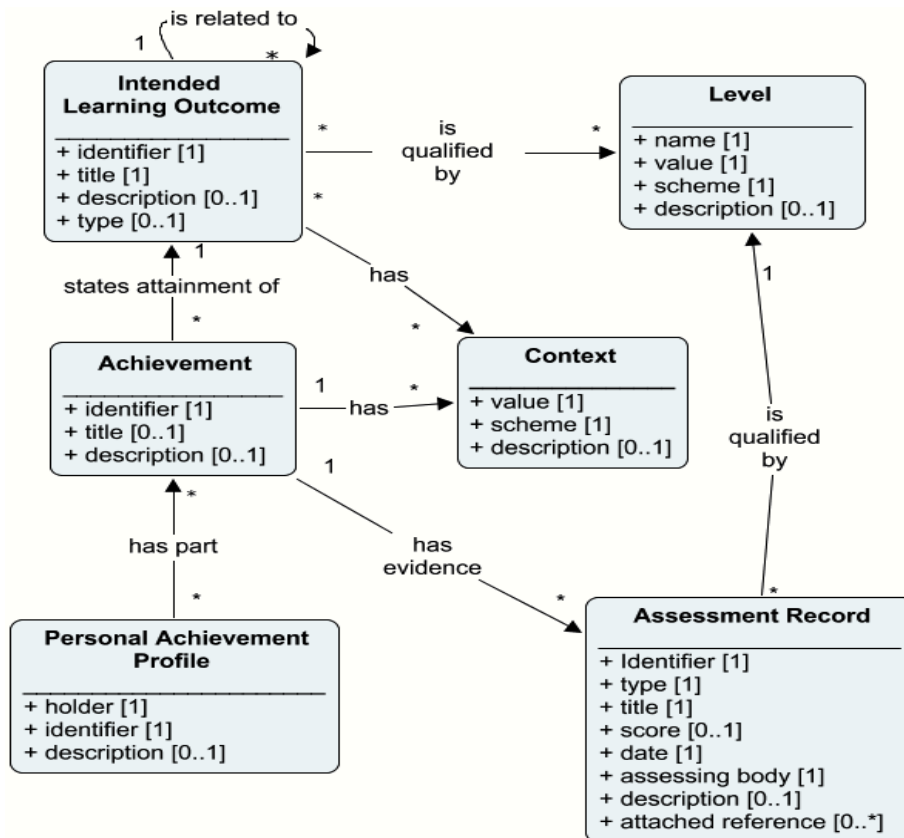 is related to
1
*
Intended
Learning Outcome
+ identifier [1]
+ title [1]
+ description [0..1]
+ type [0..1]
*
is
qualified
by
*
Level
+ name [1]
+ value [1]
+ scheme [1]
+ description [0..1]
*
has
*
1
states attainment of
*
1
is
qualified
by
*
Achievement
+ identifier [1]
+ title [0..1]
+ description [0..1]
1
has
*
Context
+ value [1]
+ scheme [1]
+ description [0..1]
1
has
evidence
*
*
has part
*
Personal Achievement
Profile
+ holder [1]
+ identifier [1]
+ description [0..1]
Assessment Record
+ Identifier [1]
+ type [1]
+ title [1]
+ score [0..1]
+ date [1]
+ assessing body [1]
+ description [0..1]
+ attached reference [0..*]